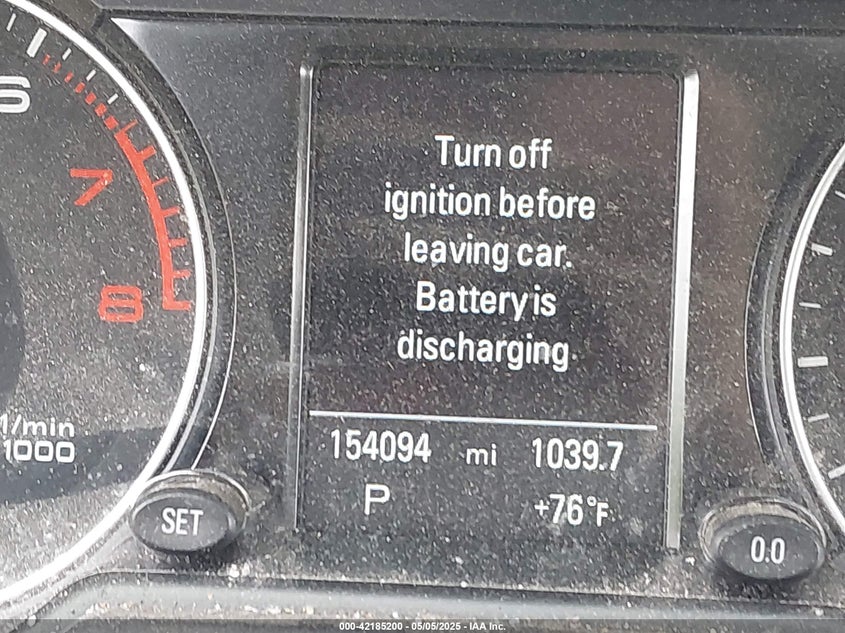 6
7
8
1/min
1000
Turn off
ignition before
leaving car.
Battery is
discharging.
154094 mi 1039.7
P +76°F
SET
0.0
000-42185200 - 05/05/2025 - IAA Inc.